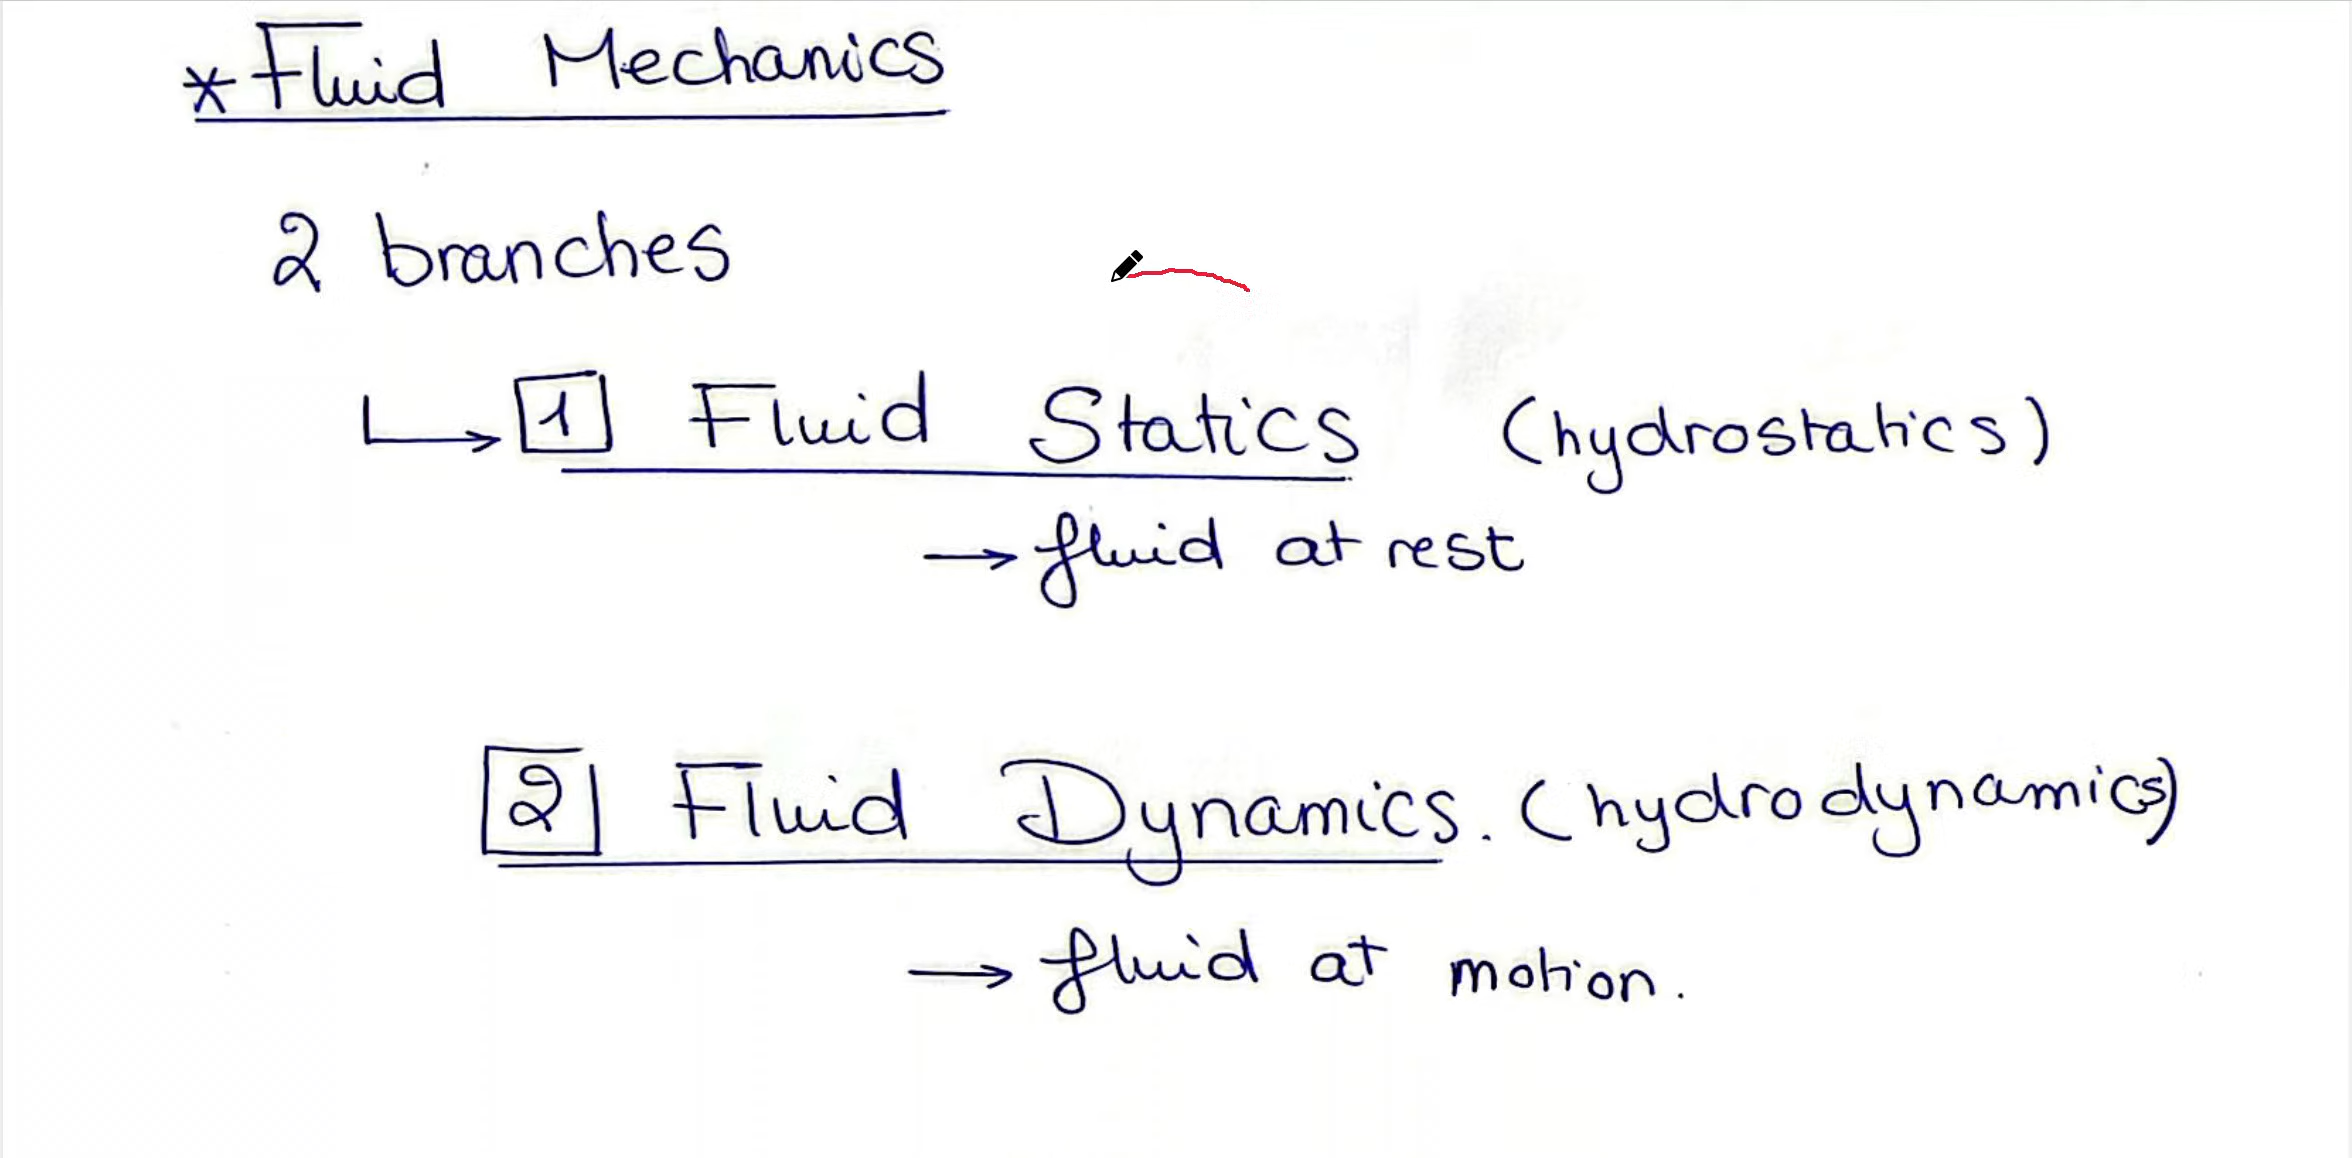 * Fluid Mechanics
2 branches
↳ 1 Fluid Statics (hydrostatics)
→ fluid at rest
2 Fluid Dynamics. (hydrodynamics)
→ fluid at motion.